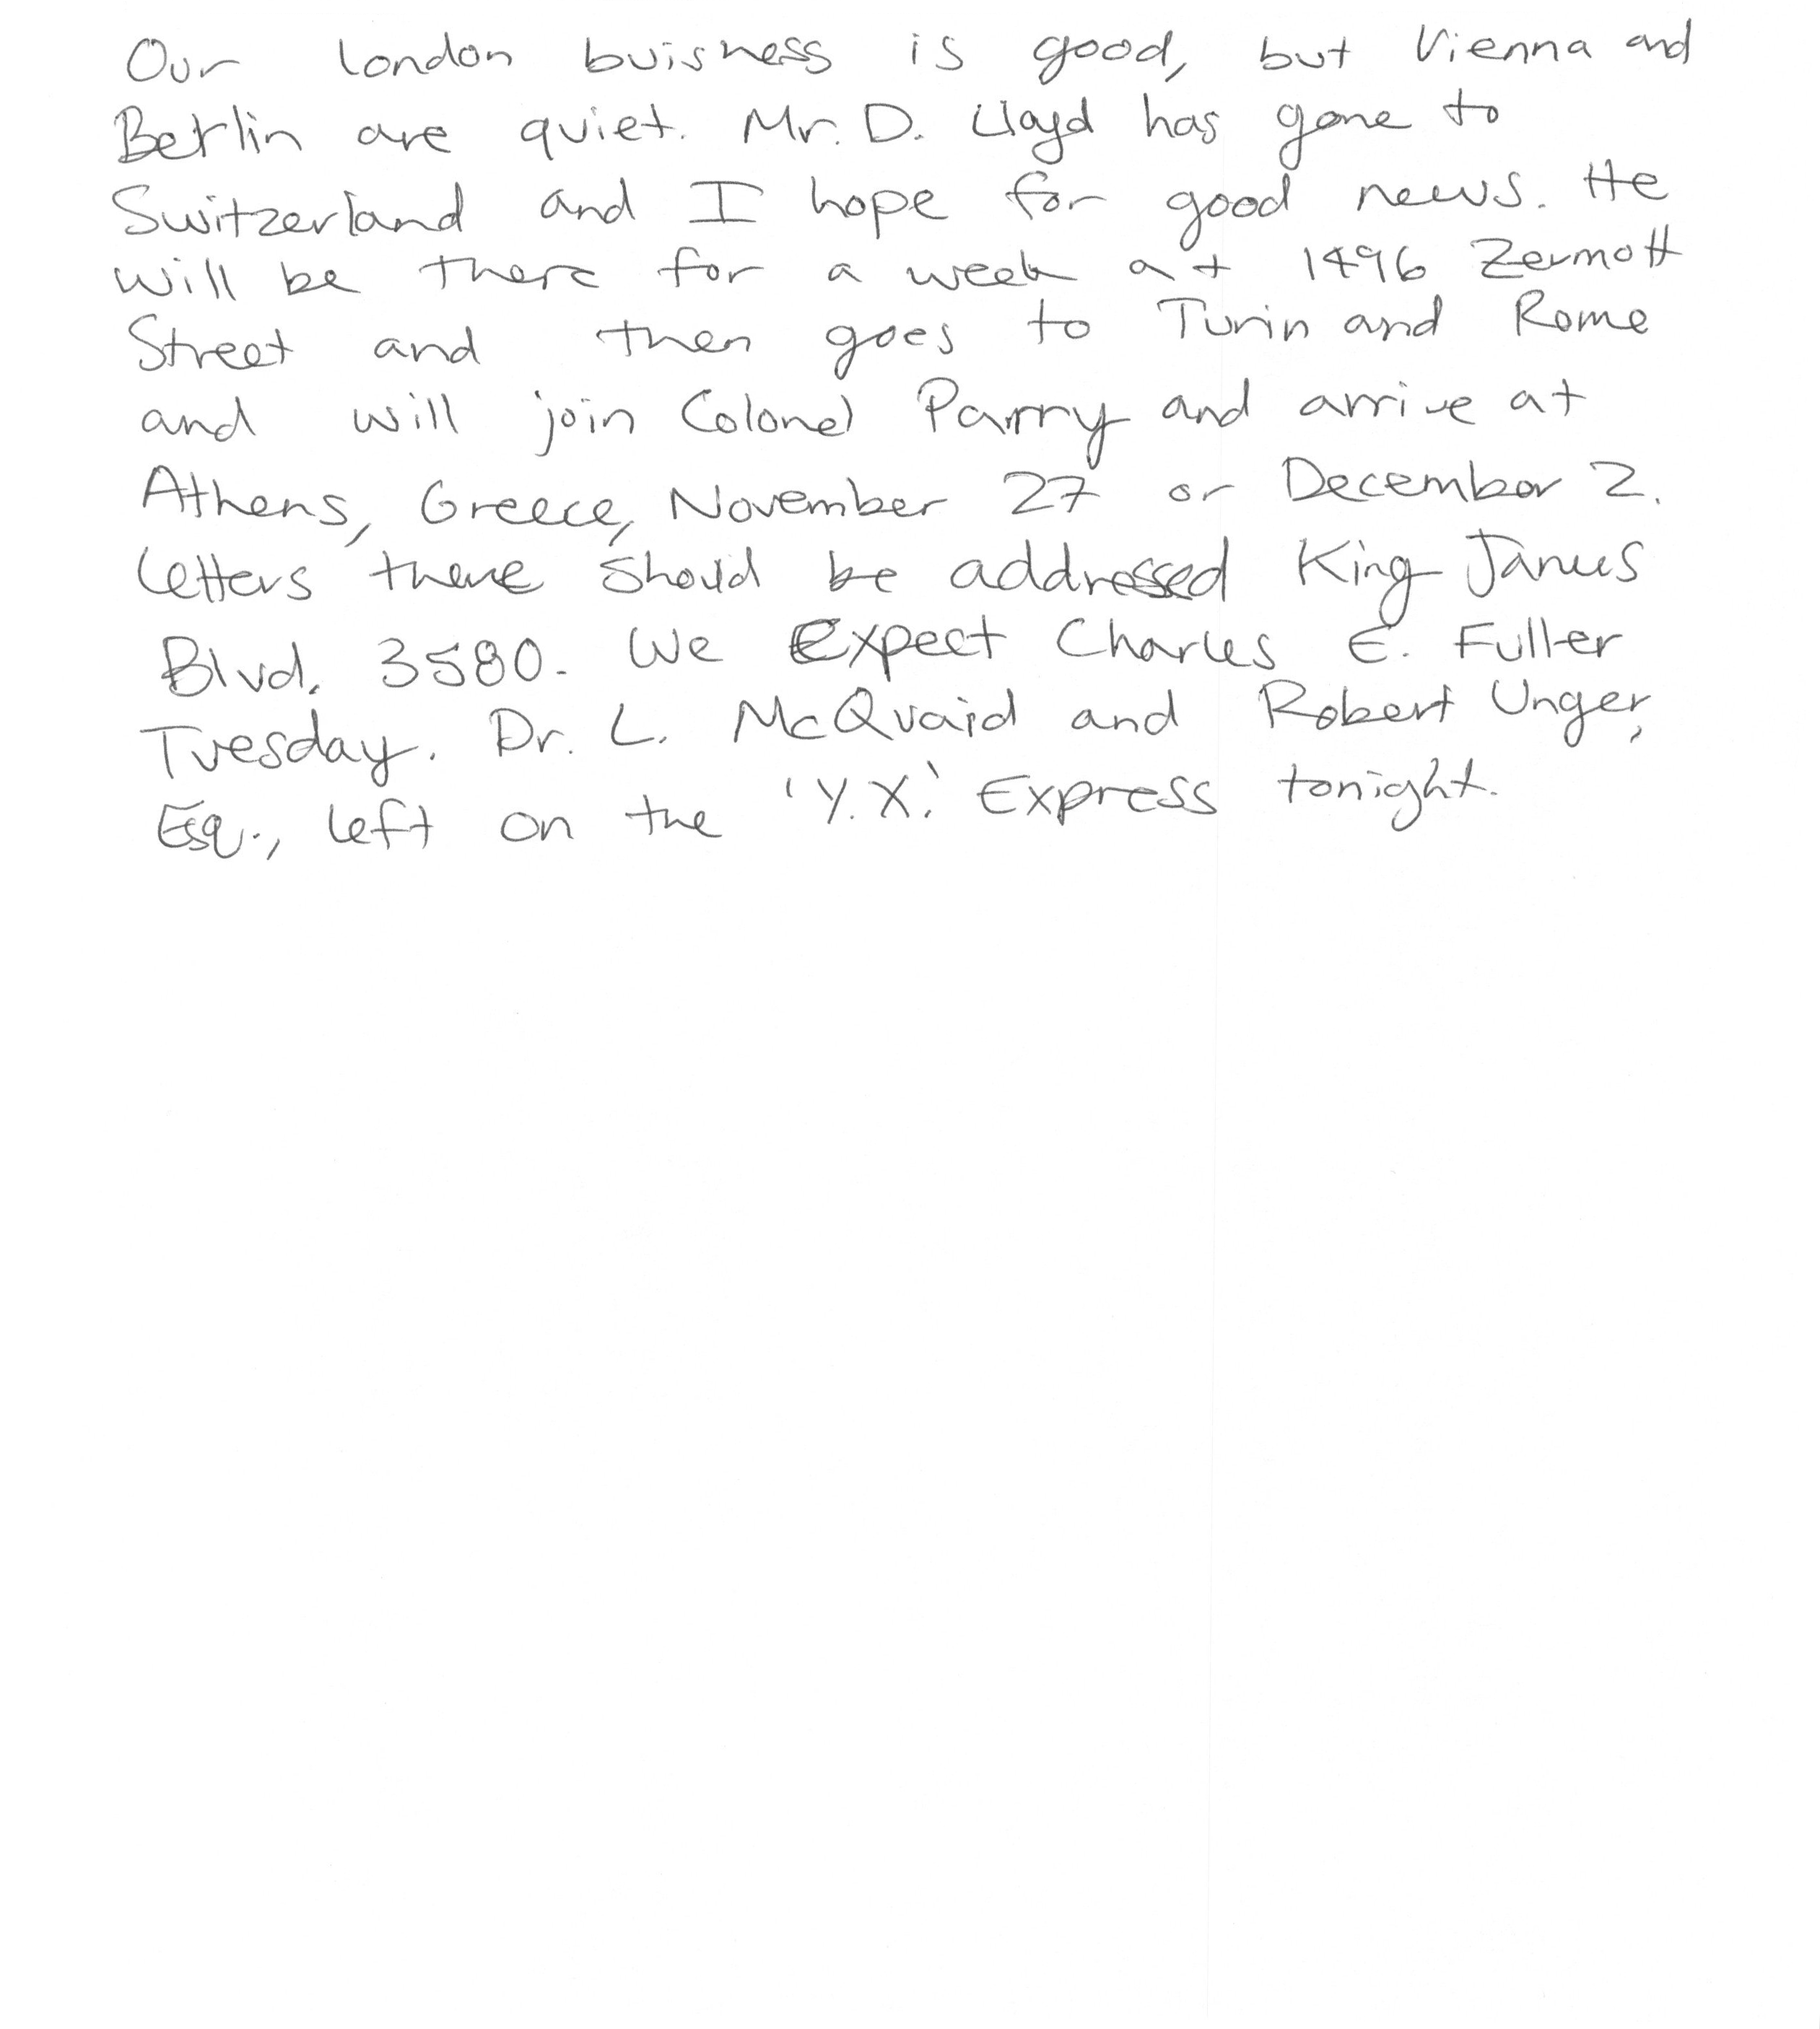 Our London buisness is good, but Vienna and
Berlin are quiet. Mr. D. Lloyd has gone to
Switzerland and I hope for good news. He
will be there for a week at 1496 Zermott
Street and then goes to Turin and Rome
and will join Colonel Parry and arrive at
Athens, Greece, November 27 or December 2.
Letters there should be addressed King James
Blvd. 3580. We Expect Charles E. Fuller
Tuesday. Dr. L. McQuaid and Robert Unger,
Esq., left on the 'Y.X.' Express tonight.